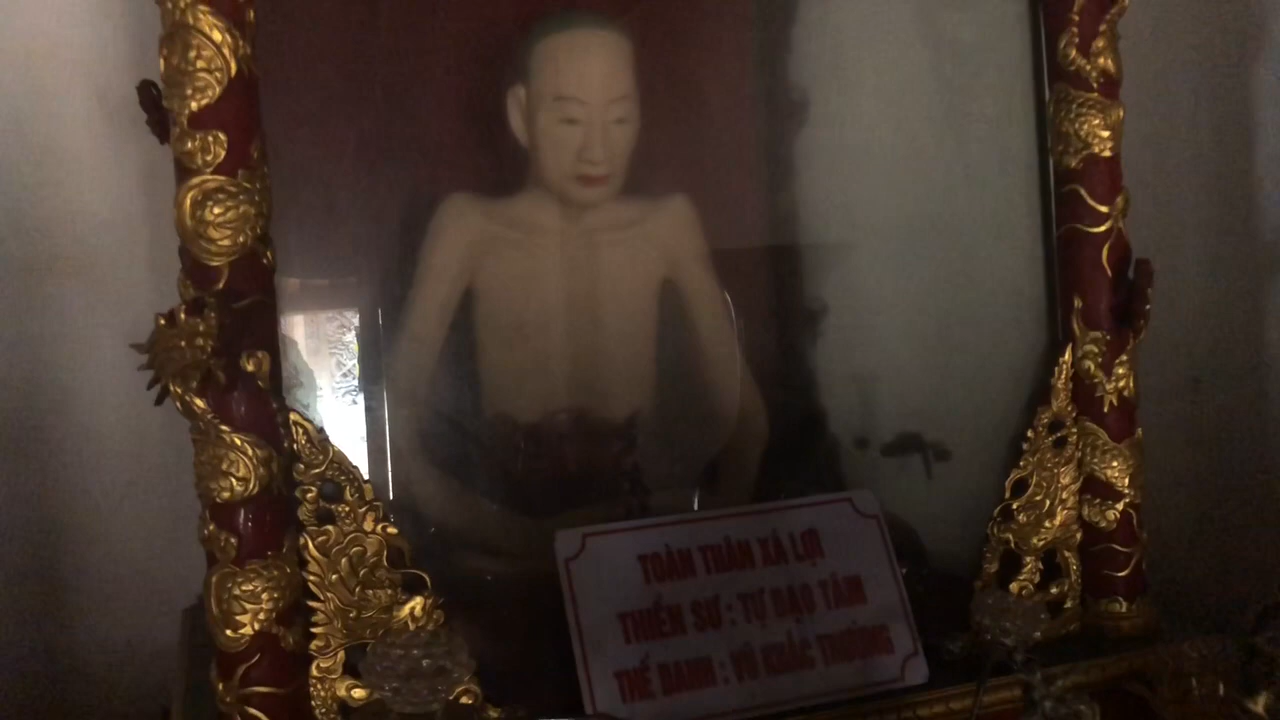 TOÀN THÂN XÁ LỢI
THIỀN SƯ : TỰ ĐẠO TÂM
THẾ DANH : VŨ KHẮC TRƯỜNG